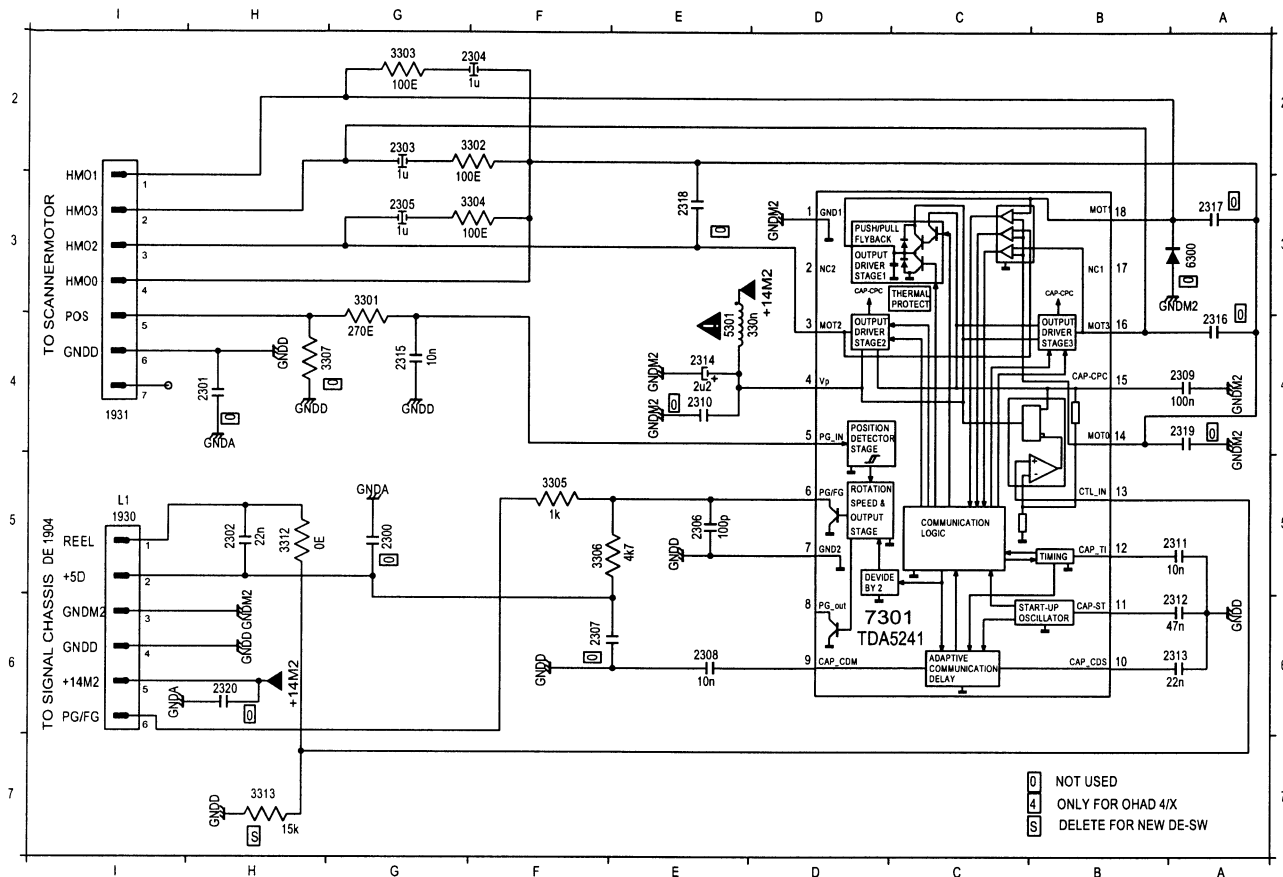 I H G F E D C B A
2
3303
100E
2304
1u
2
TO SCANNERMOTOR
HMO1 1
HMO3 2
HMO2 3
HMO0 4
POS 5
GNDD 6
7
1931
2303
1u
3302
100E
2305
1u
3304
100E
2318
0
3301
270E
3307
0
GNDD
GNDD
2315
10n
GNDD
2301
0
GNDA
5301
330n
+14M2
2314
2u2
+
GNDM2
2310
0
GNDM2
GNDM2
1 GND1
2 NC2
3 MOT2
4 Vp
5 PG_IN
6 PG/FG
7 GND2
8 PG_out
9 CAP_CDM
PUSH/PULL
FLYBACK
OUTPUT
DRIVER
STAGE1
THERMAL
PROTECT
CAP-CPC
OUTPUT
DRIVER
STAGE2
CAP-CPC
OUTPUT
DRIVER
STAGE3
POSITION
DETECTOR
STAGE
ROTATION
SPEED &
OUTPUT
STAGE
COMMUNICATION
LOGIC
DEVIDE
BY 2
TIMING
START-UP
OSCILLATOR
ADAPTIVE
COMMUNICATION
DELAY
+
-
7301
TDA5241
MOT1 18
NC1 17
MOT3 16
CAP-CPC 15
MOT0 14
CTL_IN 13
CAP_TI 12
CAP-ST 11
CAP_CDS 10
2317
0
6300
0
GNDM2
2316
0
2309
100n
GNDM2
2319
0
GNDM2
2311
10n
2312
47n
GNDD
2313
22n
3
3
4
4
5
5
6
6
TO SIGNAL CHASSIS DE 1904
L1
1930
REEL 1
+5D 2
GNDM2 3
GNDD 4
+14M2 5
PG/FG 6
2302
22n
3312
0E
GNDA
2300
0
GNDM2
GNDD
GNDA
2320
0
+14M2
3305
1k
3306
4k7
2306
100p
GNDD
2307
0
GNDD
2308
10n
7
GNDD
3313
15k
S
0 NOT USED
4 ONLY FOR OHAD 4/X
S DELETE FOR NEW DE-SW
7
I H G F E D C B A